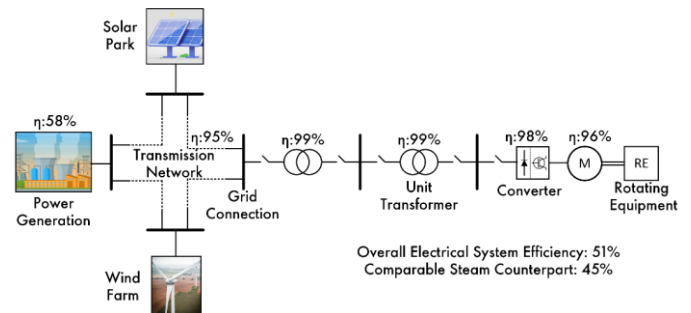 Solar
Park
η:58%
Power
Generation
Transmission
Network
η:95%
Grid
Connection
Wind
Farm
η:99%
η:99%
Unit
Transformer
η:98%
Converter
η:96%
M
RE
Rotating
Equipment
Overall Electrical System Efficiency: 51%
Comparable Steam Counterpart: 45%